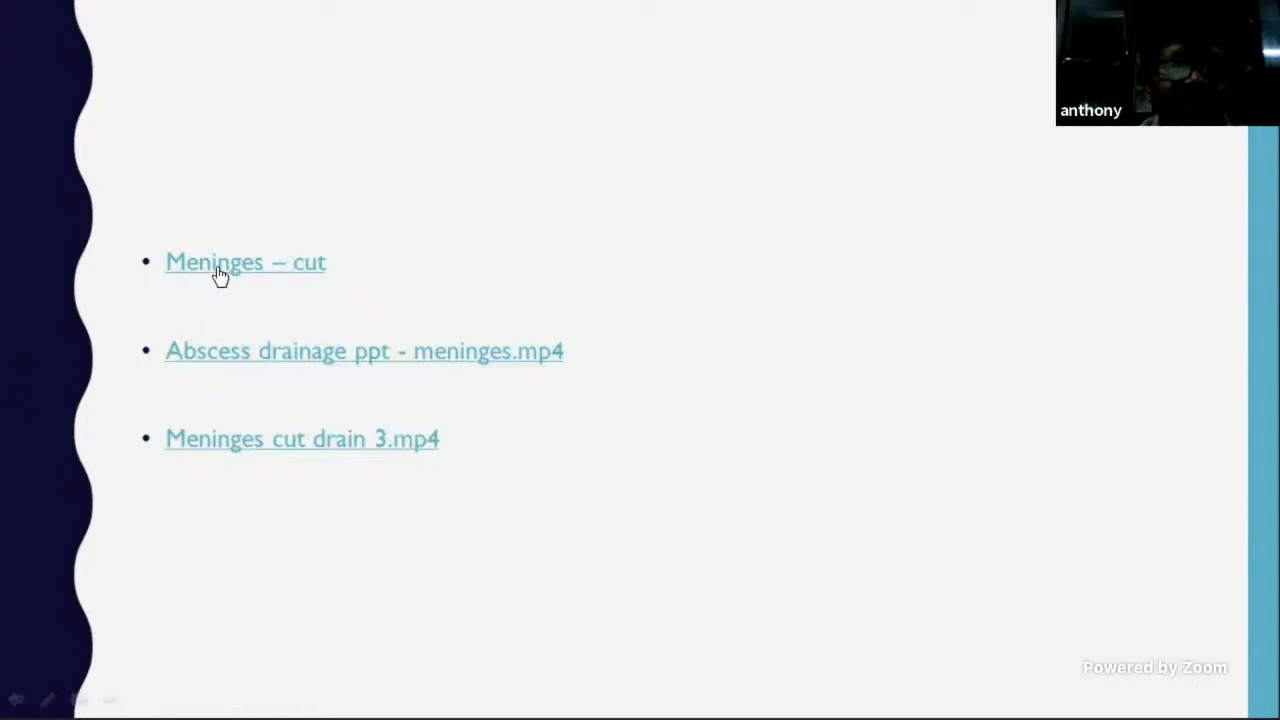 anthony
• Meninges – cut
• Abscess drainage ppt - meninges.mp4
• Meninges cut drain 3.mp4
Powered by Zoom